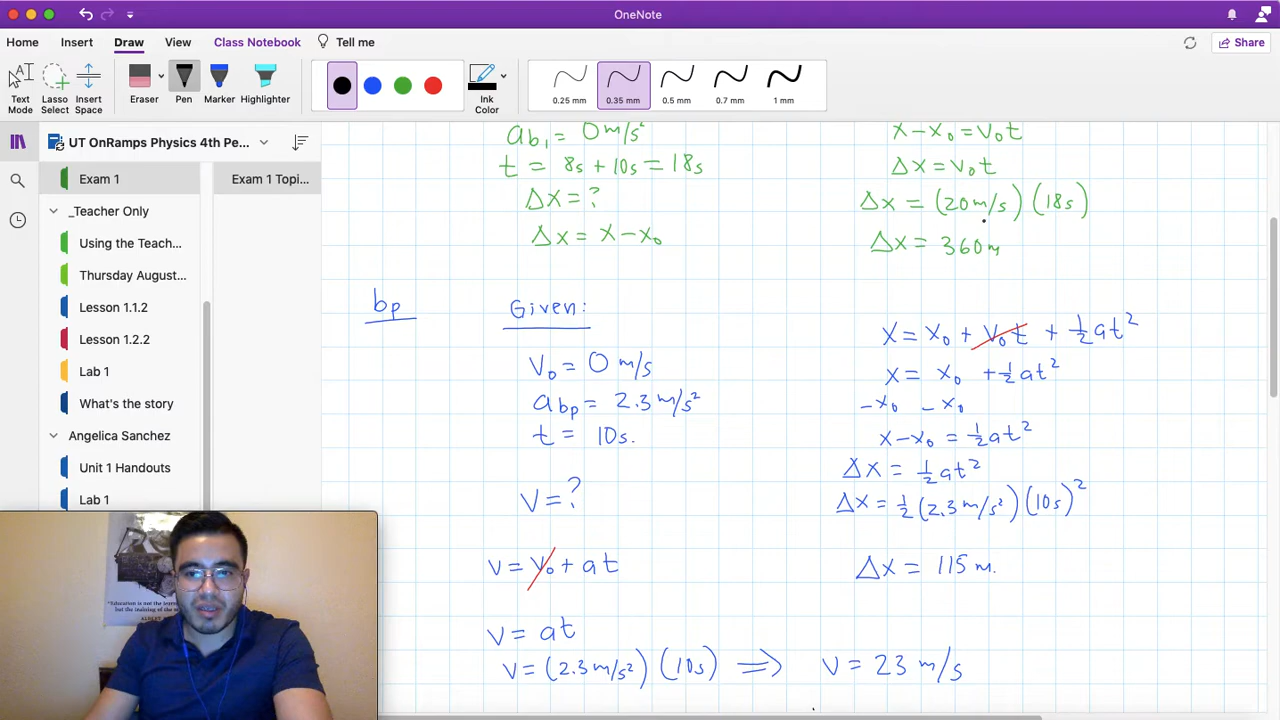 OneNote
Home Insert Draw View Class Notebook Tell me Share
Text Mode
Lasso Select
Insert Space
Eraser
Pen
Marker
Highlighter
0.25 mm
0.35 mm
0.5 mm
0.7 mm
1 mm
Ink Color
UT OnRamps Physics 4th Pe...
Exam 1
_Teacher Only
Using the Teach...
Thursday August...
Lesson 1.1.2
Lesson 1.2.2
Lab 1
What's the story
Angelica Sanchez
Unit 1 Handouts
Lab 1
Exam 1 Topi...
ab₁ = 0 m/s²
t = 8s + 10s = 18s
Δx = ?
Δx = x - x₀
x - x₀ = v₀t
Δx = v₀t
Δx = (20m/s)(18s)
Δx = 360m
bp
Given:
v₀ = 0 m/s
abp = 2.3 m/s²
t = 10s.
v = ?
v = v₀ + at
v = at
v = (2.3 m/s²)(10s) ⟹ v = 23 m/s
x = x₀ + v₀t + ½at²
x = x₀ + ½at²
-x₀ -x₀
x - x₀ = ½at²
Δx = ½at²
Δx = ½(2.3 m/s²)(10s)²
Δx = 115 m.